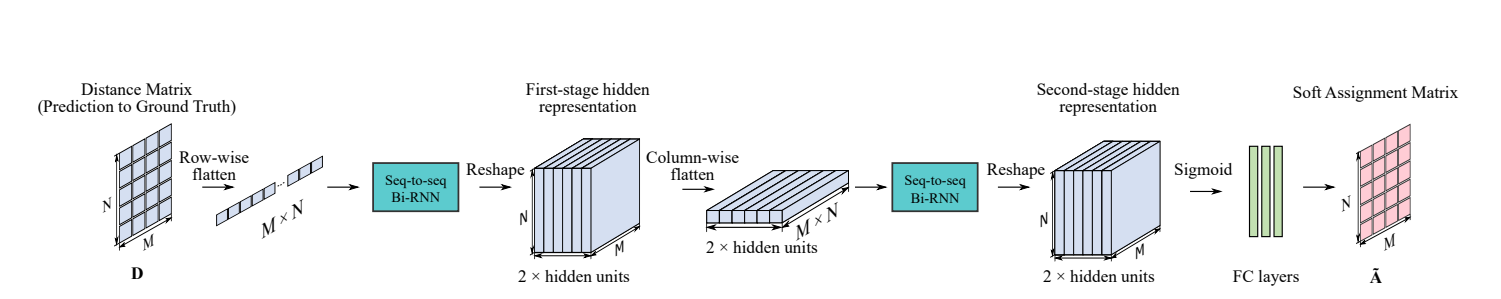 Distance Matrix
(Prediction to Ground Truth)
N
M
D
Row-wise
flatten
M × N
Seq-to-seq
Bi-RNN
Reshape
First-stage hidden
representation
N
M
2 × hidden units
Column-wise
flatten
M × N
2 × hidden units
Seq-to-seq
Bi-RNN
Reshape
Second-stage hidden
representation
N
M
2 × hidden units
Sigmoid
FC layers
Soft Assignment Matrix
N
M
Ã